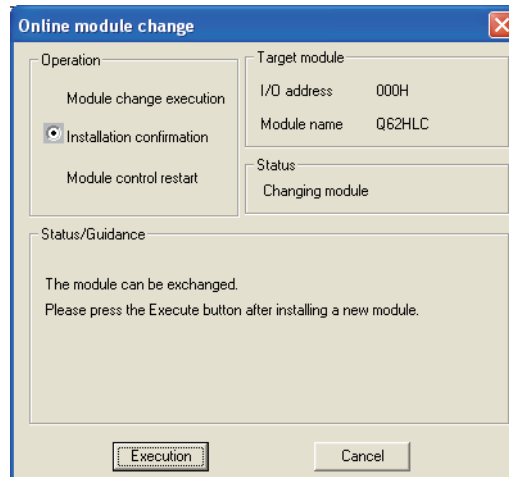 Online module change
Operation
Module change execution
Installation confirmation
Module control restart
Target module
I/O address 000H
Module name Q62HLC
Status
Changing module
Status/Guidance
The module can be exchanged.
Please press the Execute button after installing a new module.
Execution Cancel